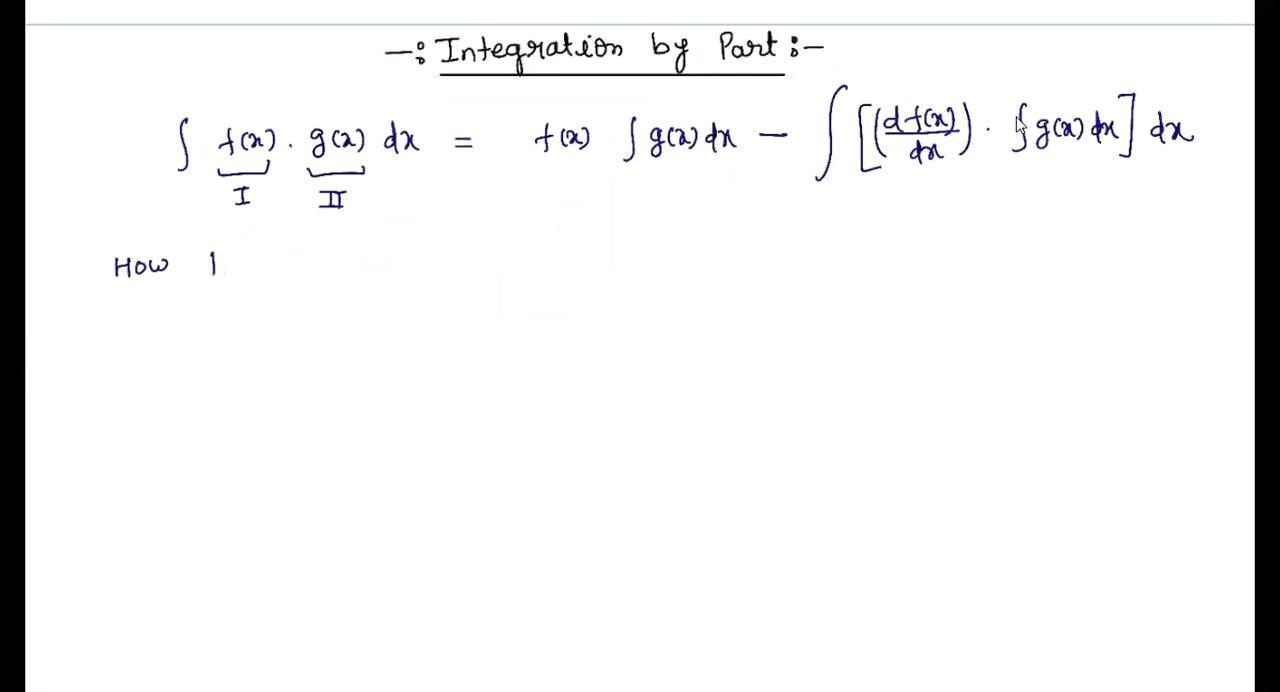 —: Integration by Part :—
∫ f(x) · g(x) dx = f(x) ∫ g(x) dx − ∫ [(d f(x)/dx) · ∫ g(x) dx] dx
I II
How